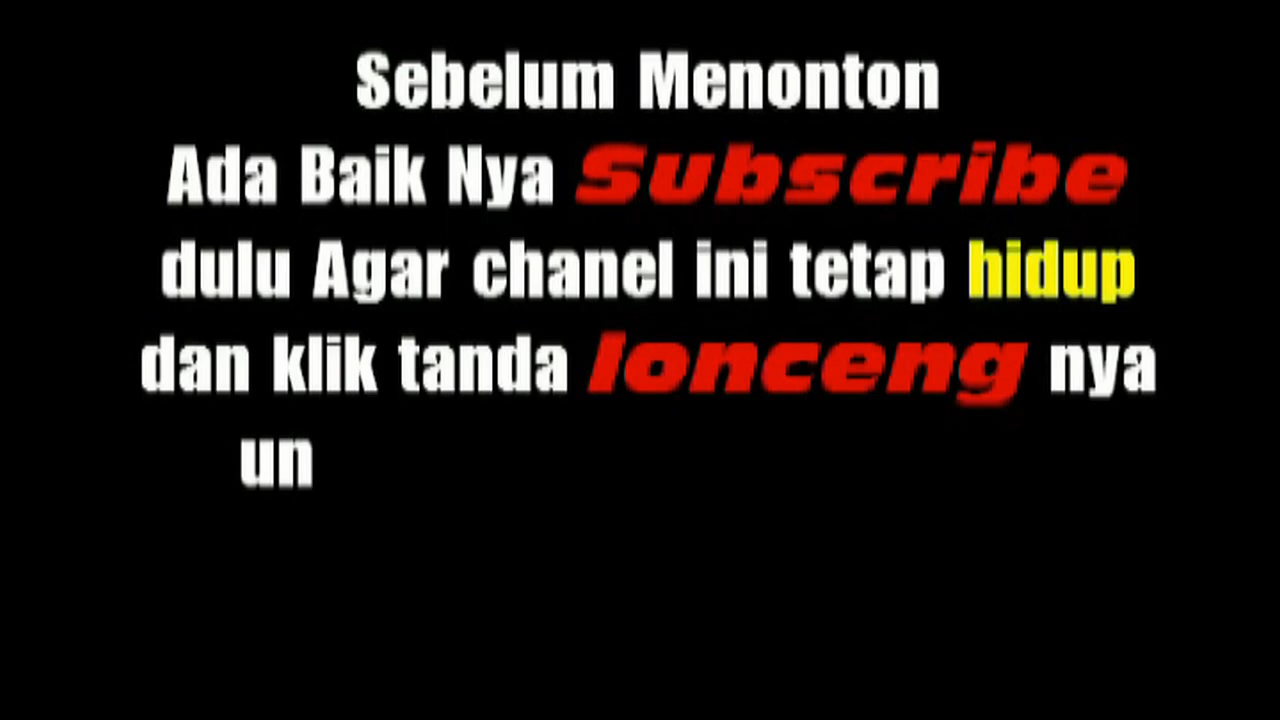 Sebelum Menonton
Ada Baik Nya Subscribe
dulu Agar chanel ini tetap hidup
dan klik tanda lonceng nya
un